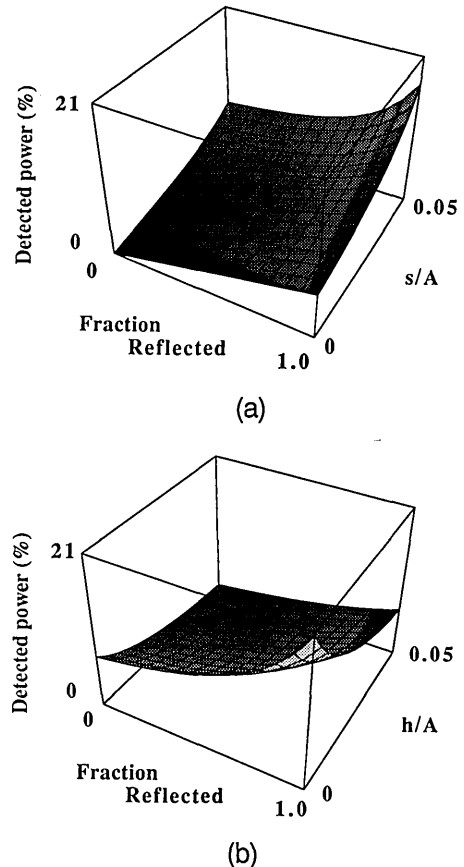 Detected power (%)
21
0
0
Fraction
Reflected
1.0
0
s/A
0.05
(a)
Detected power (%)
21
0
0
Fraction
Reflected
1.0
0
h/A
0.05
(b)